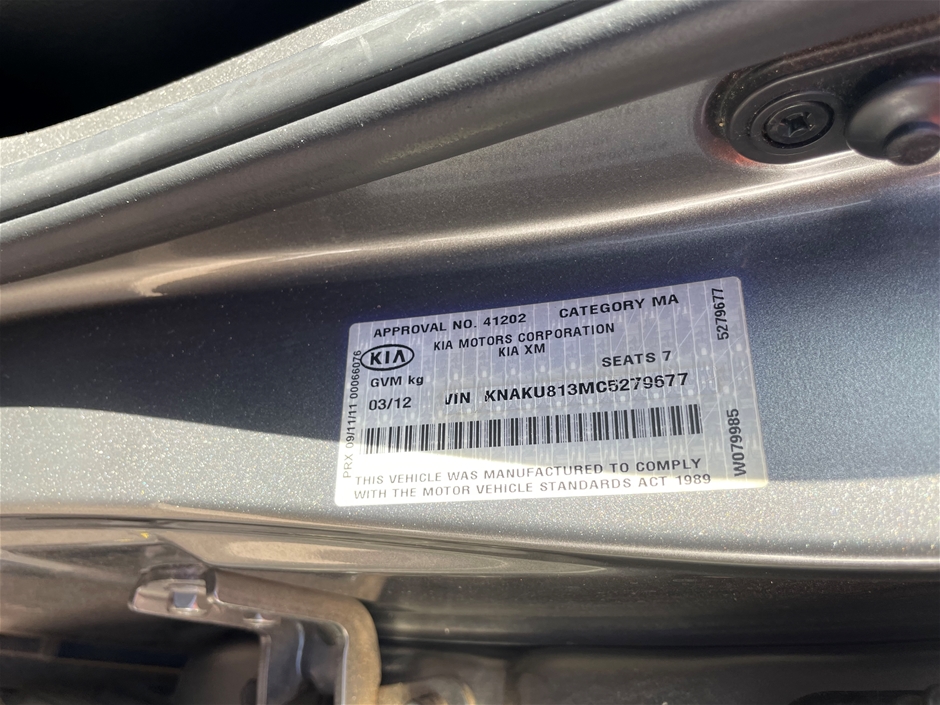 APPROVAL NO. 41202 CATEGORY MA
KIA MOTORS CORPORATION
KIA KIA XM
SEATS 7
GVM kg
03/12 VIN KNAKU813MC5279677
THIS VEHICLE WAS MANUFACTURED TO COMPLY
WITH THE MOTOR VEHICLE STANDARDS ACT 1989
PRX 09/11/11 00066076
5279677
W079985